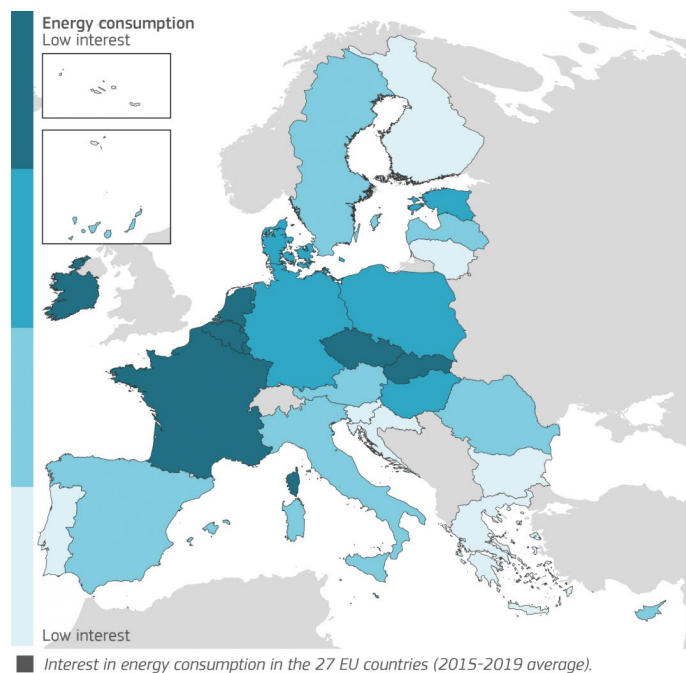 Energy consumption
Low interest
Low interest
Interest in energy consumption in the 27 EU countries (2015-2019 average).